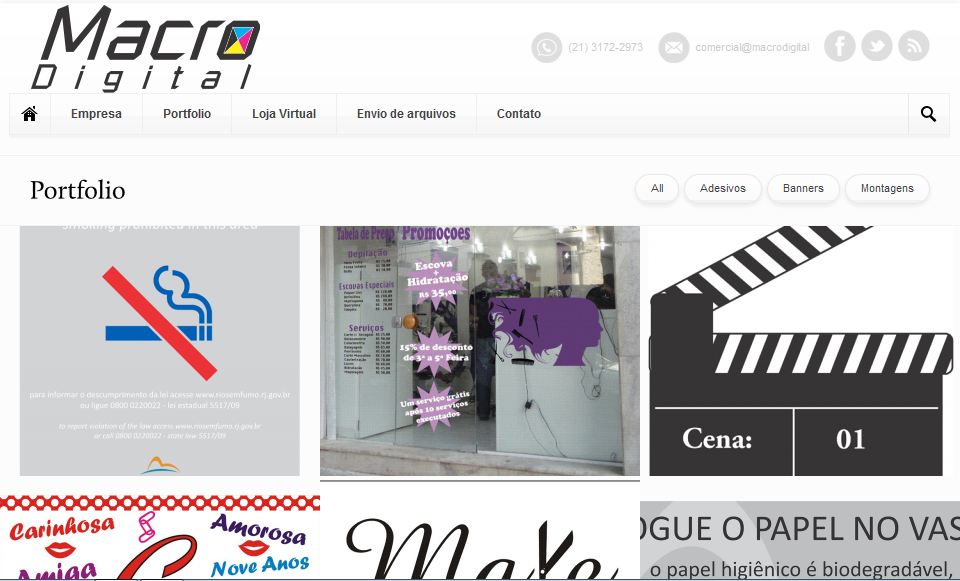 Macro
Digital
(21) 3172-2973
comercial@macrodigital
Empresa
Portfolio
Loja Virtual
Envio de arquivos
Contato
Portfolio
All
Adesivos
Banners
Montagens
smoking prohibited in this area
para informar o descumprimento da lei acesse www.riosemfumo.rj.gov.br
ou ligue 0800 0220022 - lei estadual 5517/09
to report violation of the law access www.riosemfumo.rj.gov.br
or call 0800 0220022 - state law 5517/09
Tabela de Preço
Promoções
Depilação
Escovas Especiais
Serviços
Escova
+
Hidratação
R$ 35,00
15% de desconto
do 3ª a 5ª Feira
Um serviço grátis
após 10 serviços
executados
Cena:
01
Carinhosa
Amiga
Amorosa
Nove Anos
OGUE O PAPEL NO VAS
o papel higiênico é biodegradável,